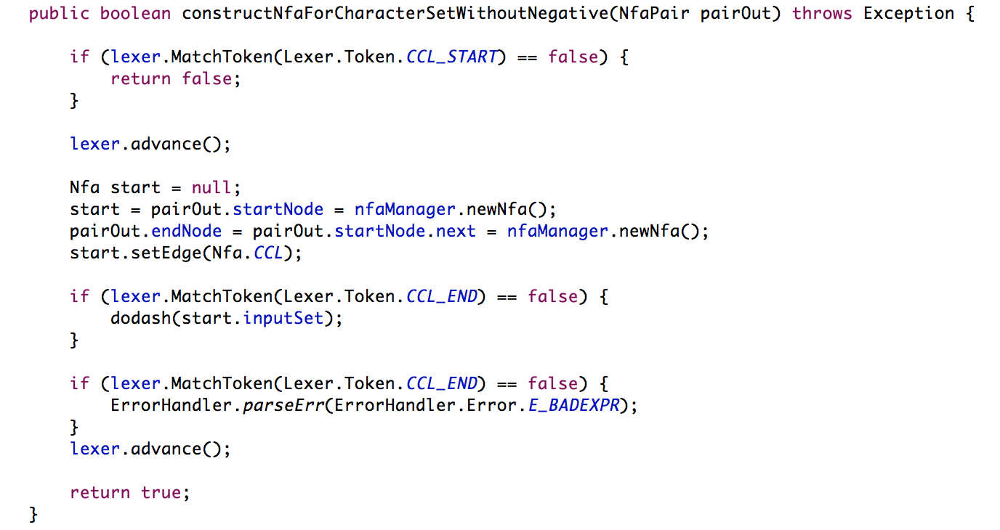 public boolean constructNfaForCharacterSetWithoutNegative(NfaPair pairOut) throws Exception {
if (lexer.MatchToken(Lexer.Token.CCL_START) == false) {
return false;
}
lexer.advance();
Nfa start = null;
start = pairOut.startNode = nfaManager.newNfa();
pairOut.endNode = pairOut.startNode.next = nfaManager.newNfa();
start.setEdge(Nfa.CCL);
if (lexer.MatchToken(Lexer.Token.CCL_END) == false) {
dodash(start.inputSet);
}
if (lexer.MatchToken(Lexer.Token.CCL_END) == false) {
ErrorHandler.parseErr(ErrorHandler.Error.E_BADEXPR);
}
lexer.advance();
return true;
}